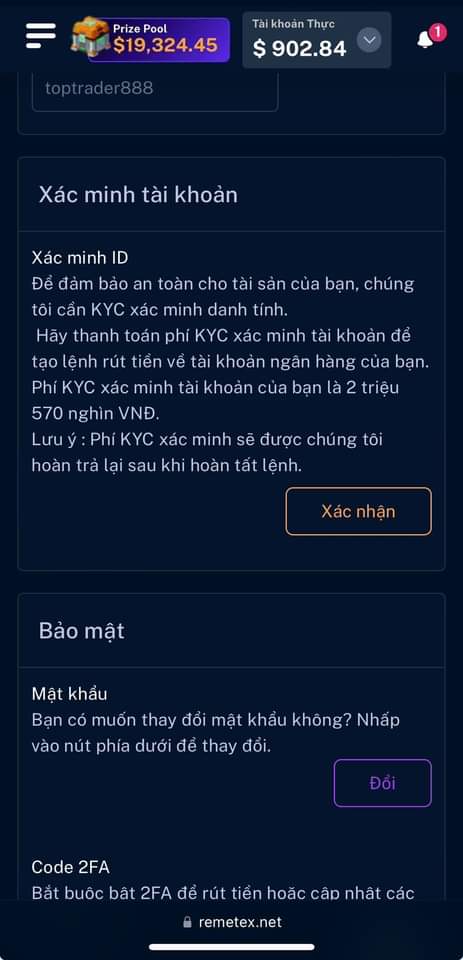 Prize Pool
$19,324.45
Tài khoản Thực
$ 902.84
1
toptrader888
Xác minh tài khoản
Xác minh ID
Để đảm bảo an toàn cho tài sản của bạn, chúng
tôi cần KYC xác minh danh tính.
Hãy thanh toán phí KYC xác minh tài khoản để
tạo lệnh rút tiền về tài khoản ngân hàng của bạn.
Phí KYC xác minh tài khoản của bạn là 2 triệu
570 nghìn VNĐ.
Lưu ý : Phí KYC xác minh sẽ được chúng tôi
hoàn trả lại sau khi hoàn tất lệnh.
Xác nhận
Bảo mật
Mật khẩu
Bạn có muốn thay đổi mật khẩu không? Nhấp
vào nút phía dưới để thay đổi.
Đổi
Code 2FA
Bắt buộc bật 2FA để rút tiền hoặc cập nhật các
remetex.net